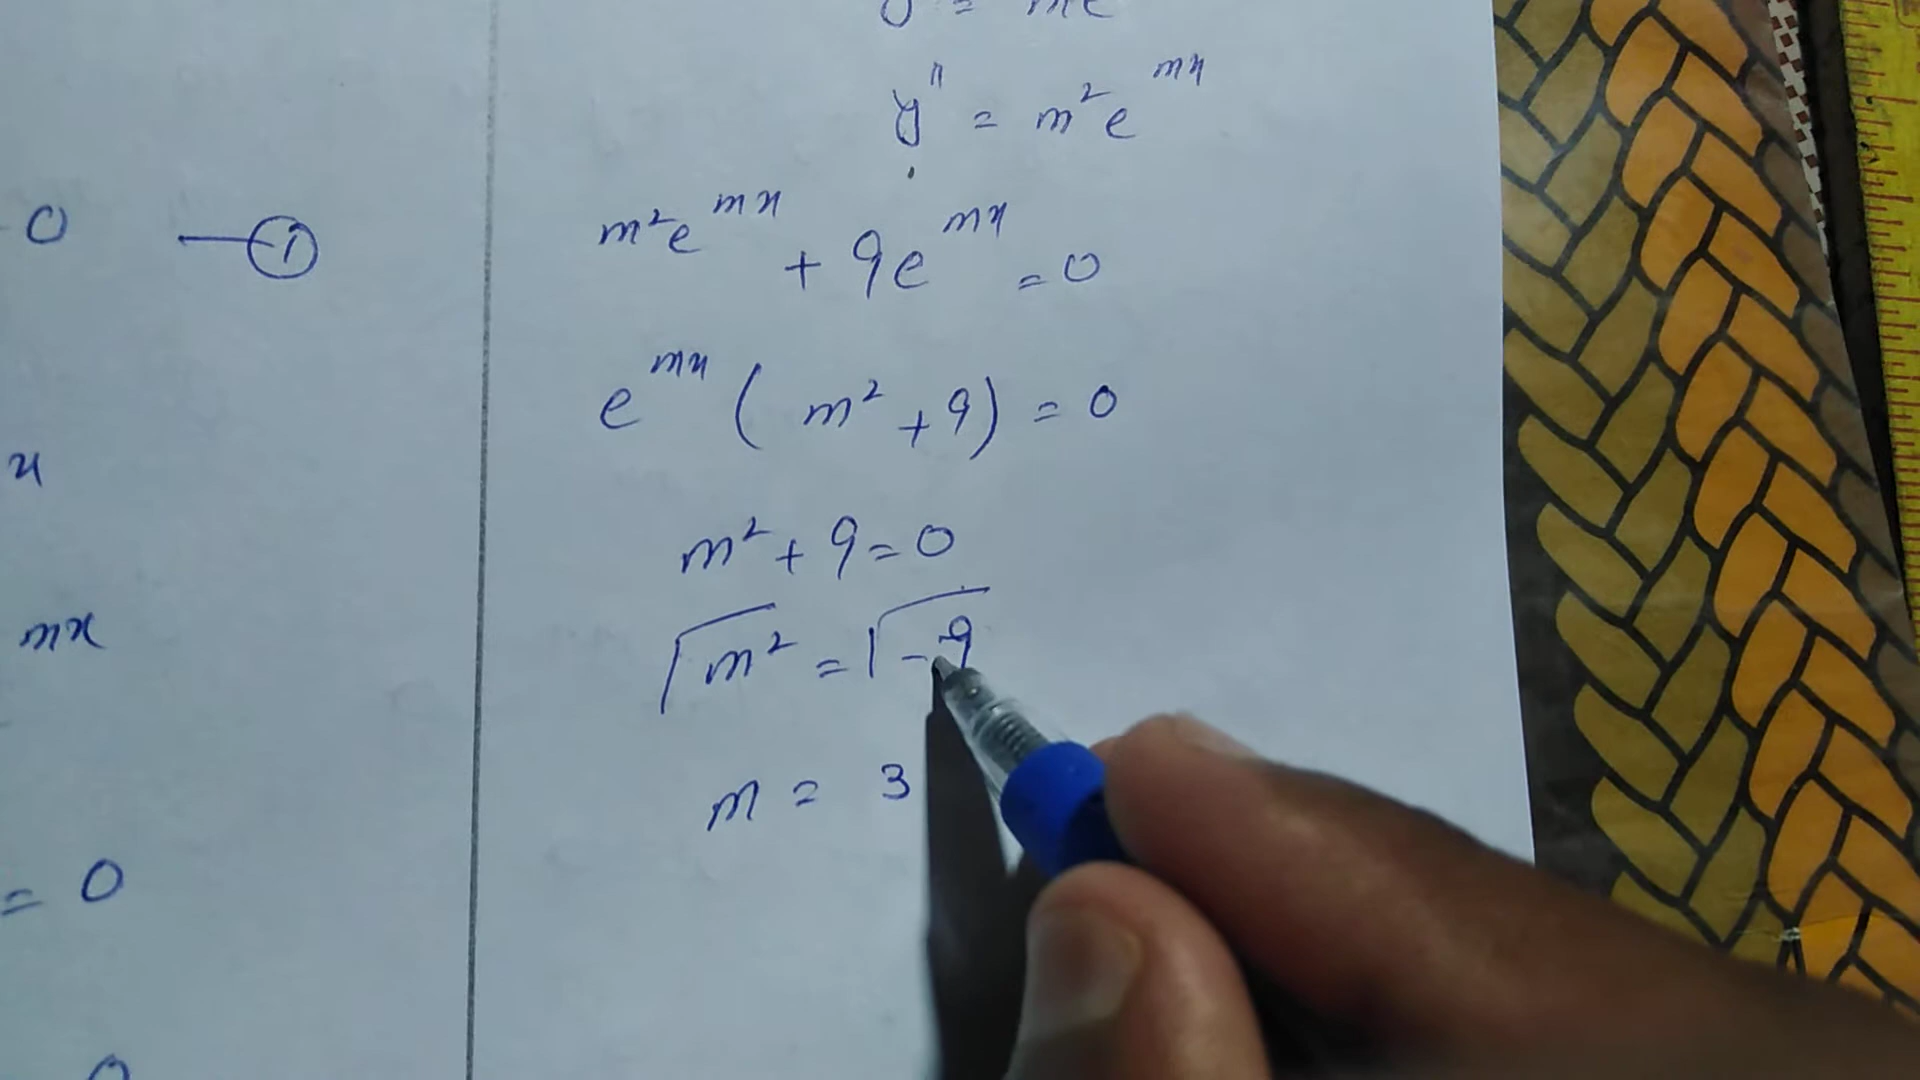 0 —①
x
mx
= 0
y'' = m²e^mx
m²e^mx + 9e^mx = 0
e^mx ( m² + 9) = 0
m² + 9 = 0
√m² = √-9
m = 3